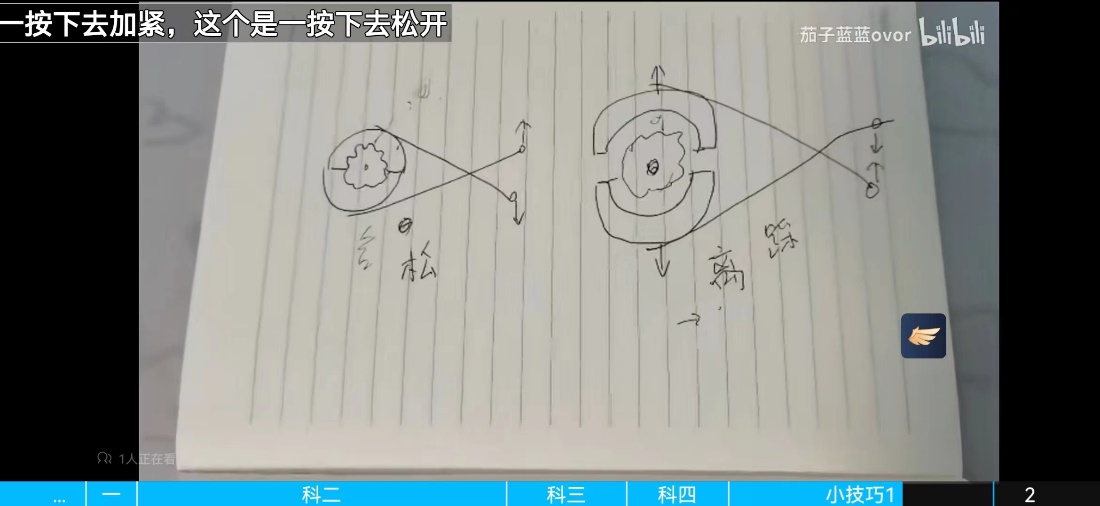 一按下去加紧，这个是一按下去松开
茄子蓝蓝ovor bilibili
合 松
离 踩
1人正在看
... 一 科二 科三 科四 小技巧1 2